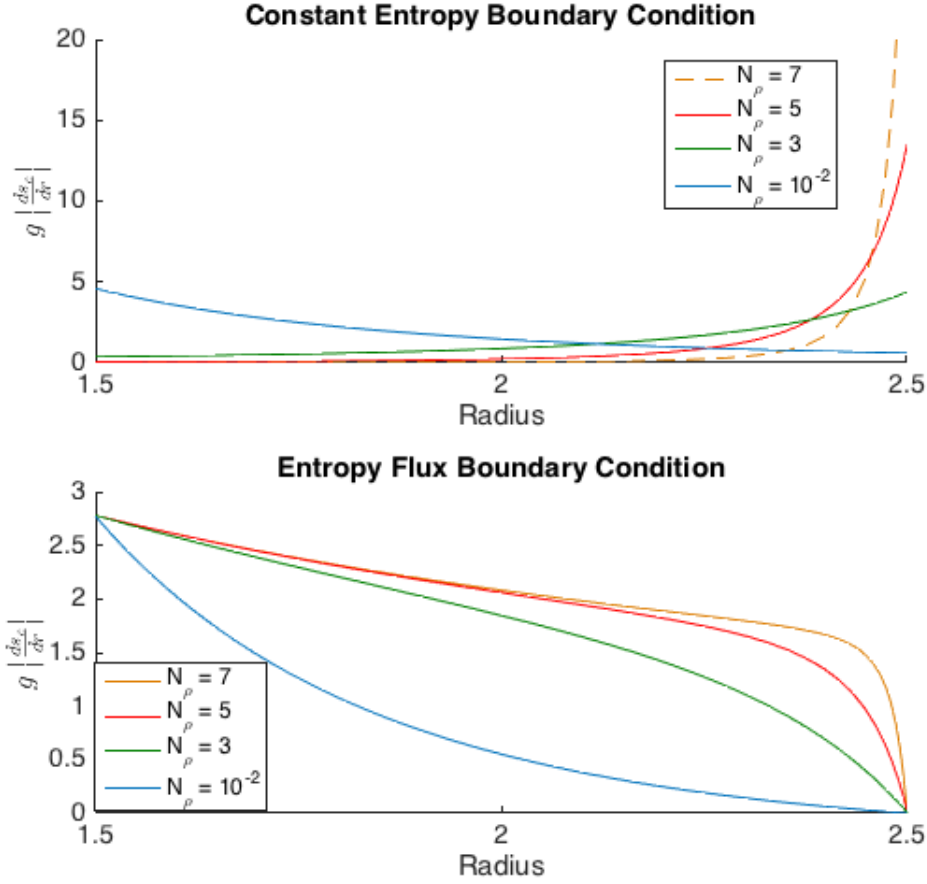 Constant Entropy Boundary Condition
20
15
10
5
0
g |ds_c/dr|
N_ρ = 7
N_ρ = 5
N_ρ = 3
N_ρ = 10^-2
1.5 2 2.5
Radius
Entropy Flux Boundary Condition
3
2.5
2
1.5
1
0.5
0
g |ds_c/dr|
N_ρ = 7
N_ρ = 5
N_ρ = 3
N_ρ = 10^-2
1.5 2 2.5
Radius